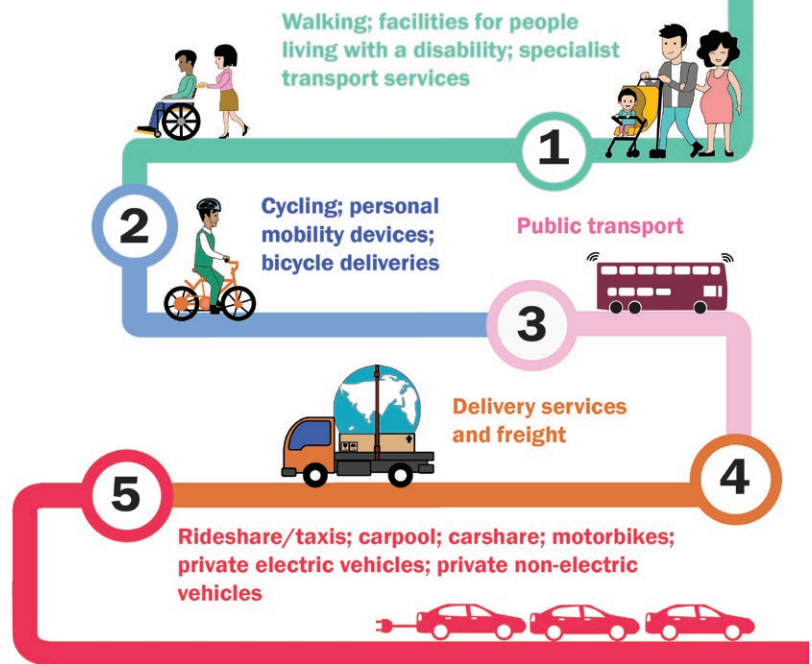 Walking; facilities for people
living with a disability; specialist
transport services
1
2
Cycling; personal
mobility devices;
bicycle deliveries
Public transport
3
Delivery services
and freight
4
5
Rideshare/taxis; carpool; carshare; motorbikes;
private electric vehicles; private non-electric
vehicles